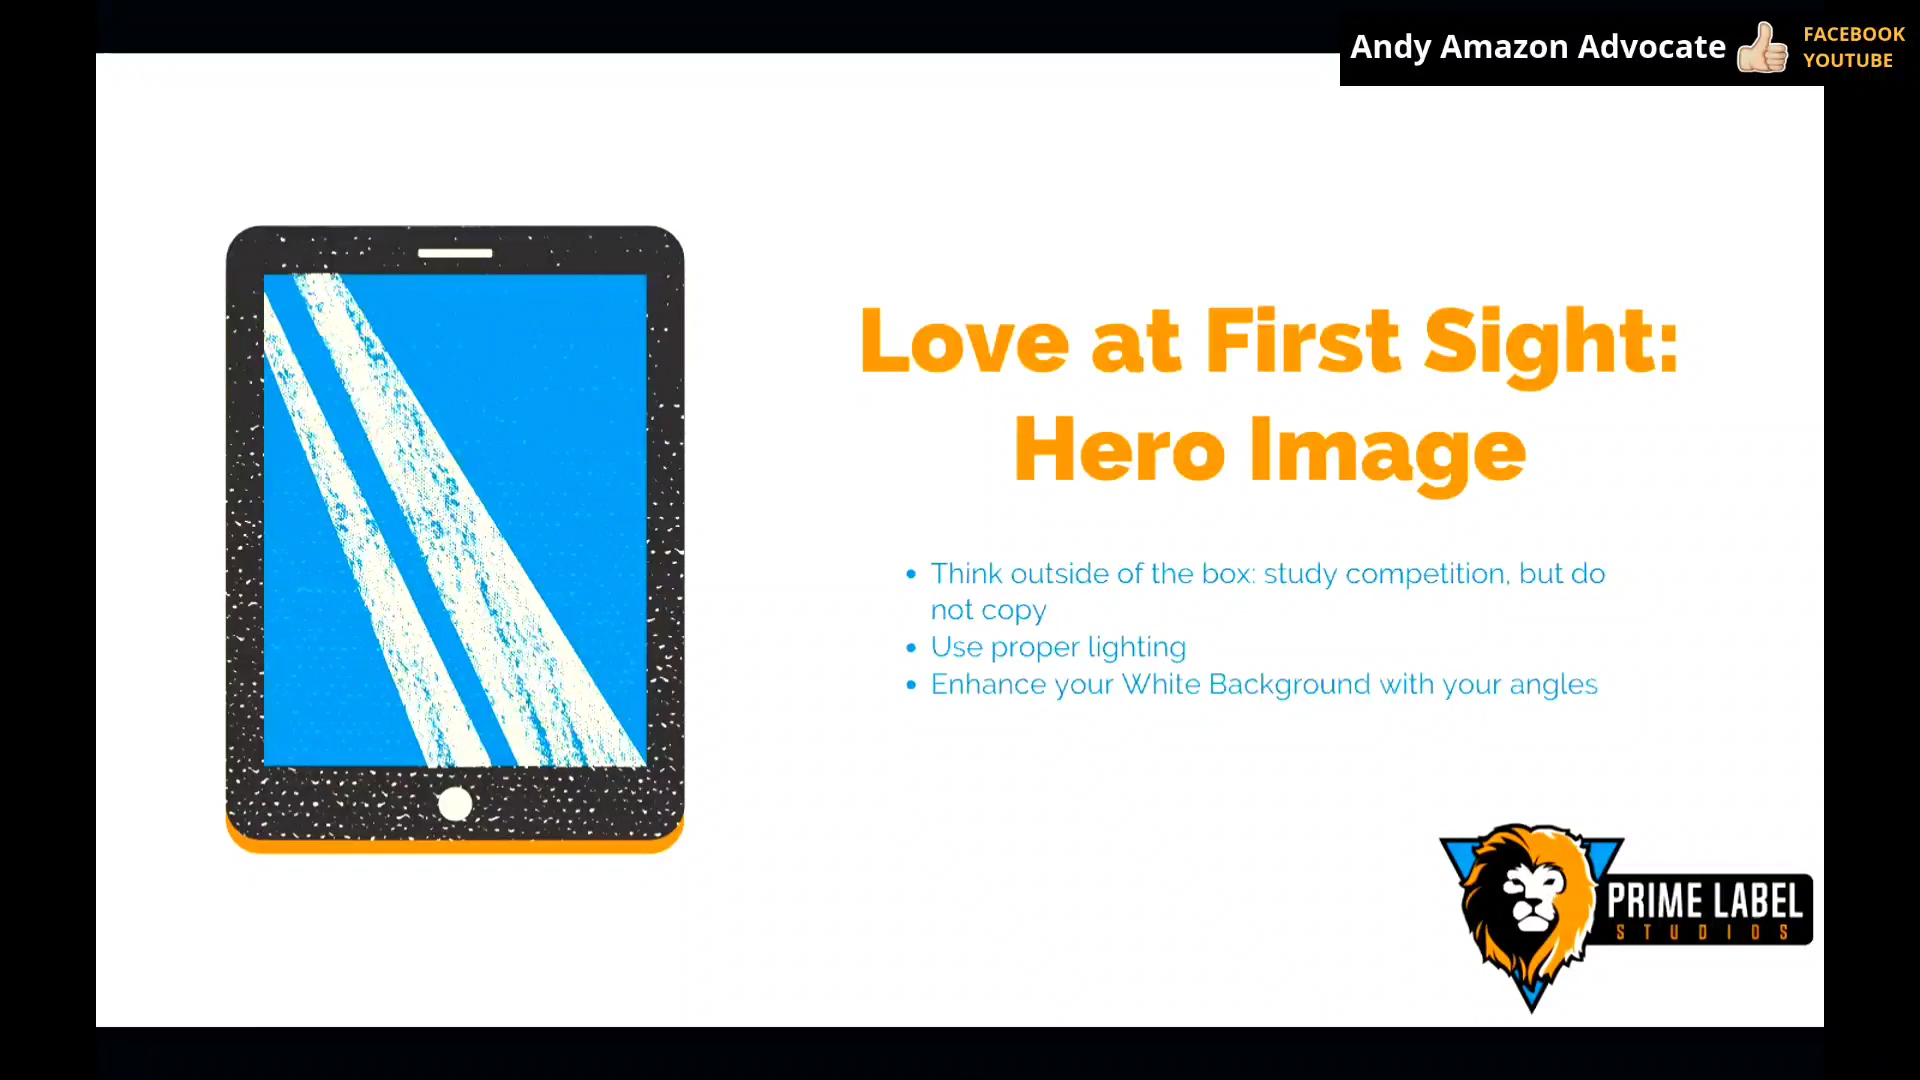 Andy Amazon Advocate
FACEBOOK
YOUTUBE
Love at First Sight:
Hero Image
• Think outside of the box: study competition, but do
not copy
• Use proper lighting
• Enhance your White Background with your angles
PRIME LABEL
STUDIOS